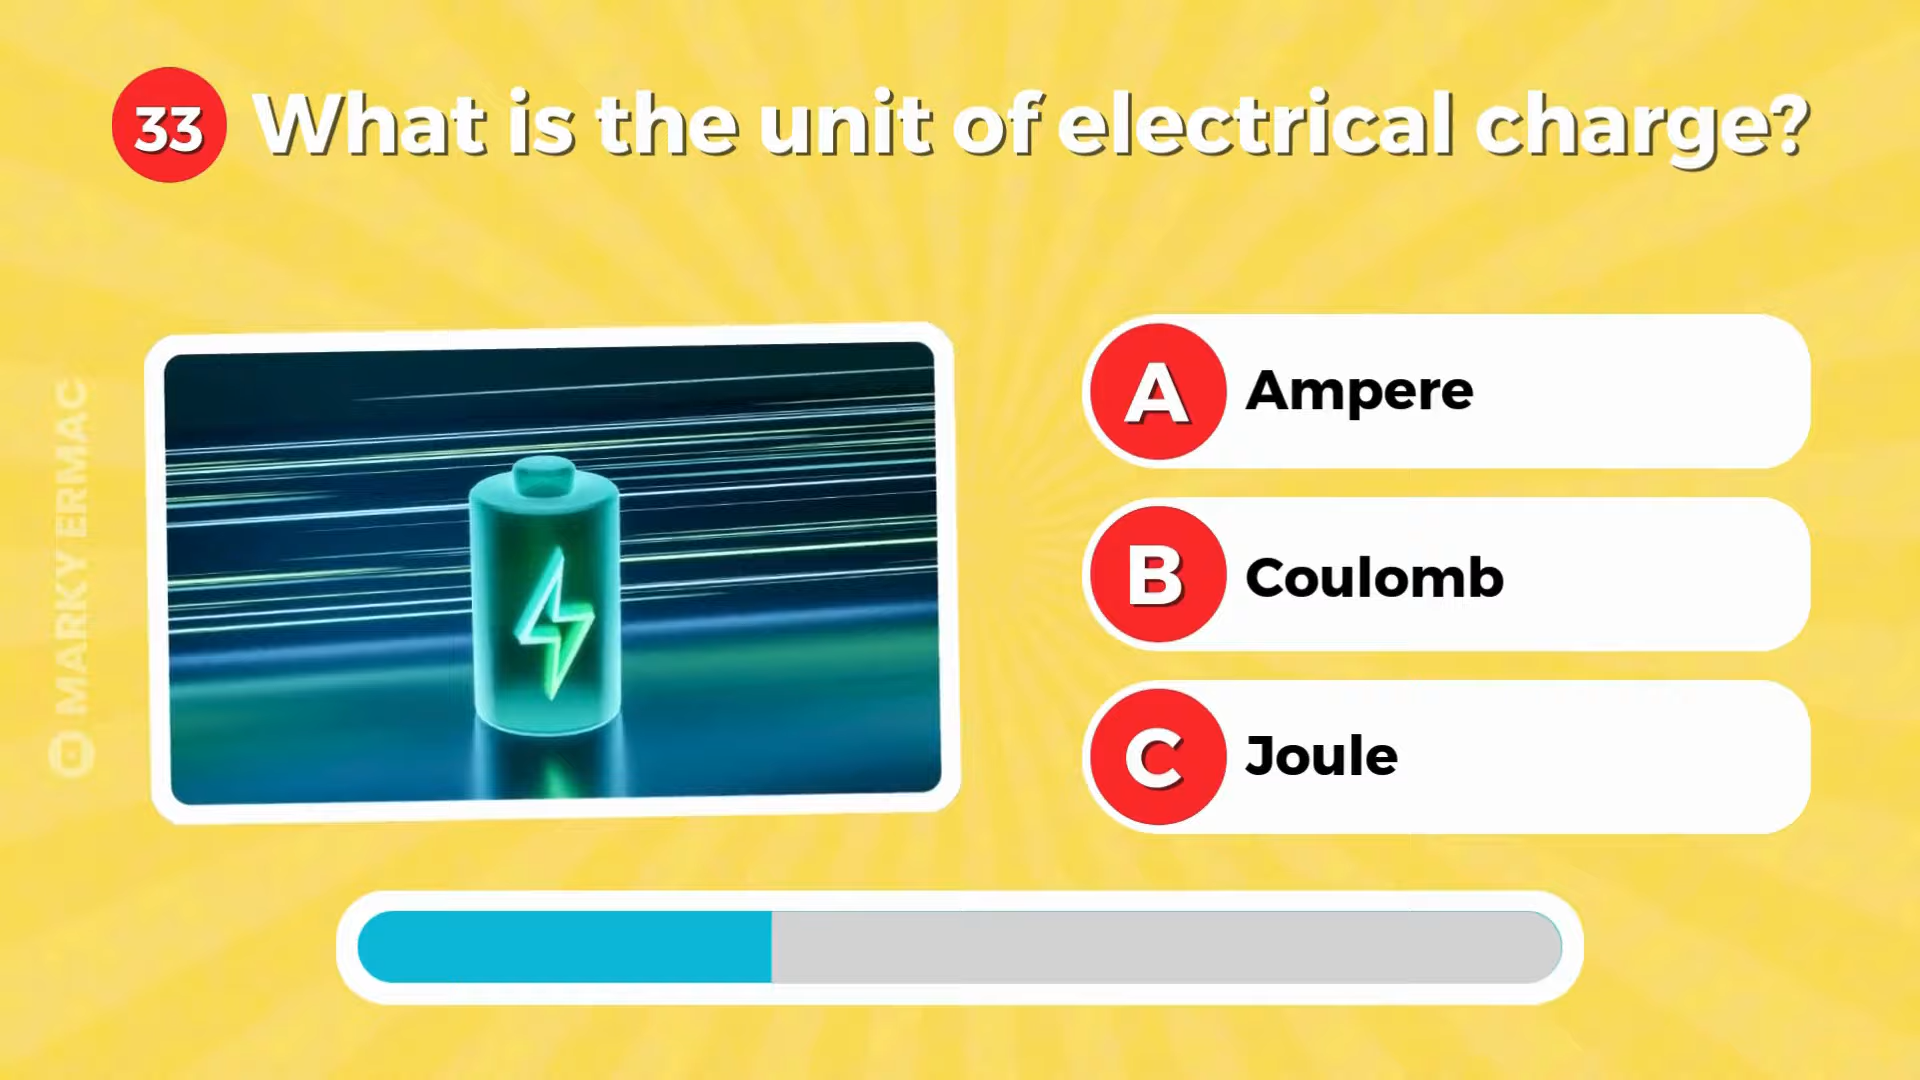 33 What is the unit of electrical charge?
A Ampere
B Coulomb
C Joule
MARKY ERMAC